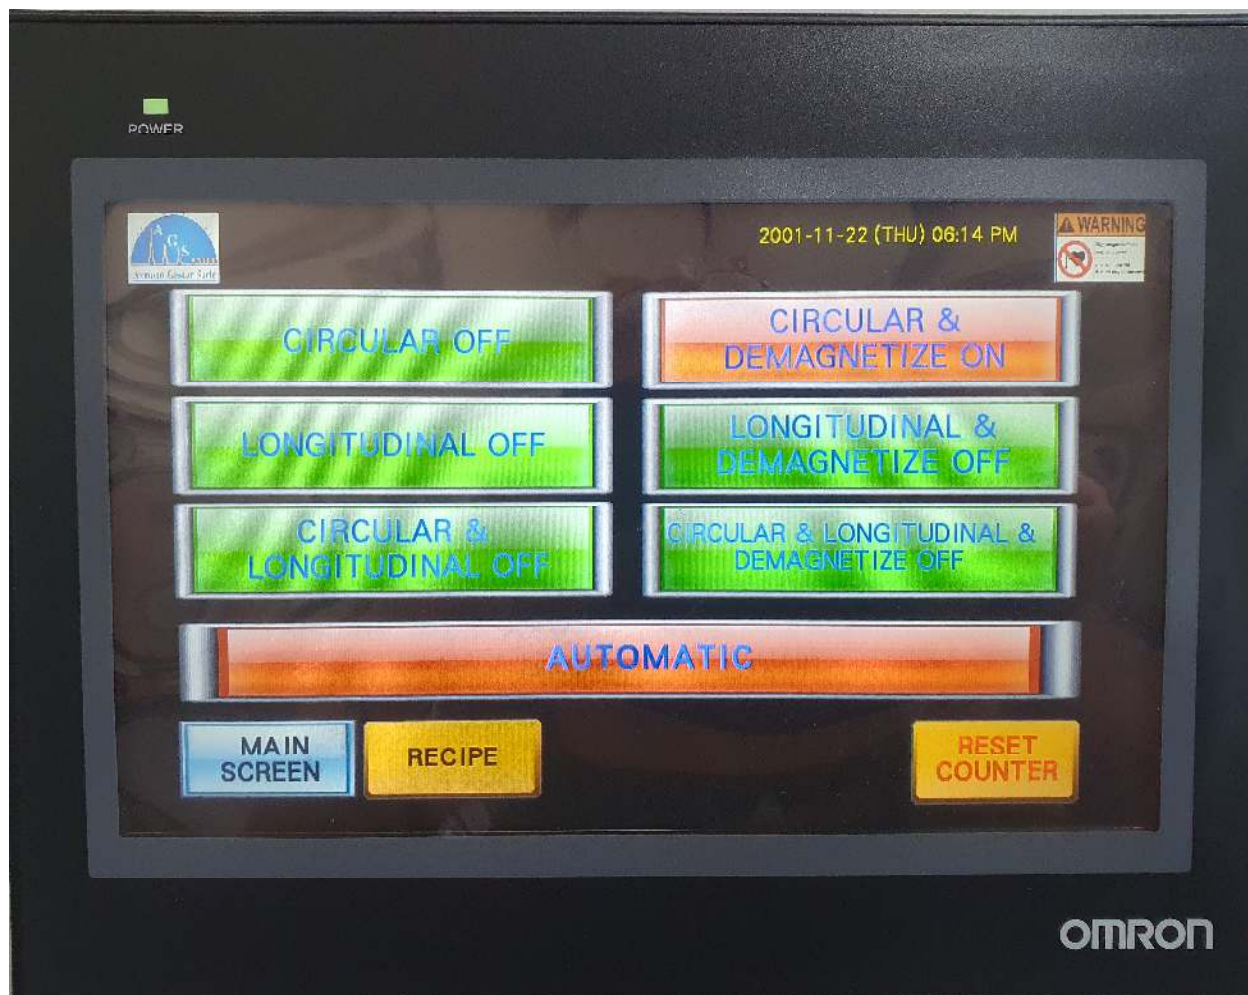 POWER
A.G.S.
2001-11-22 (THU) 06:14 PM
WARNING
CIRCULAR OFF
CIRCULAR &
DEMAGNETIZE ON
LONGITUDINAL OFF
LONGITUDINAL &
DEMAGNETIZE OFF
CIRCULAR &
LONGITUDINAL OFF
CIRCULAR & LONGITUDINAL &
DEMAGNETIZE OFF
AUTOMATIC
MAIN
SCREEN
RECIPE
RESET
COUNTER
OMRON